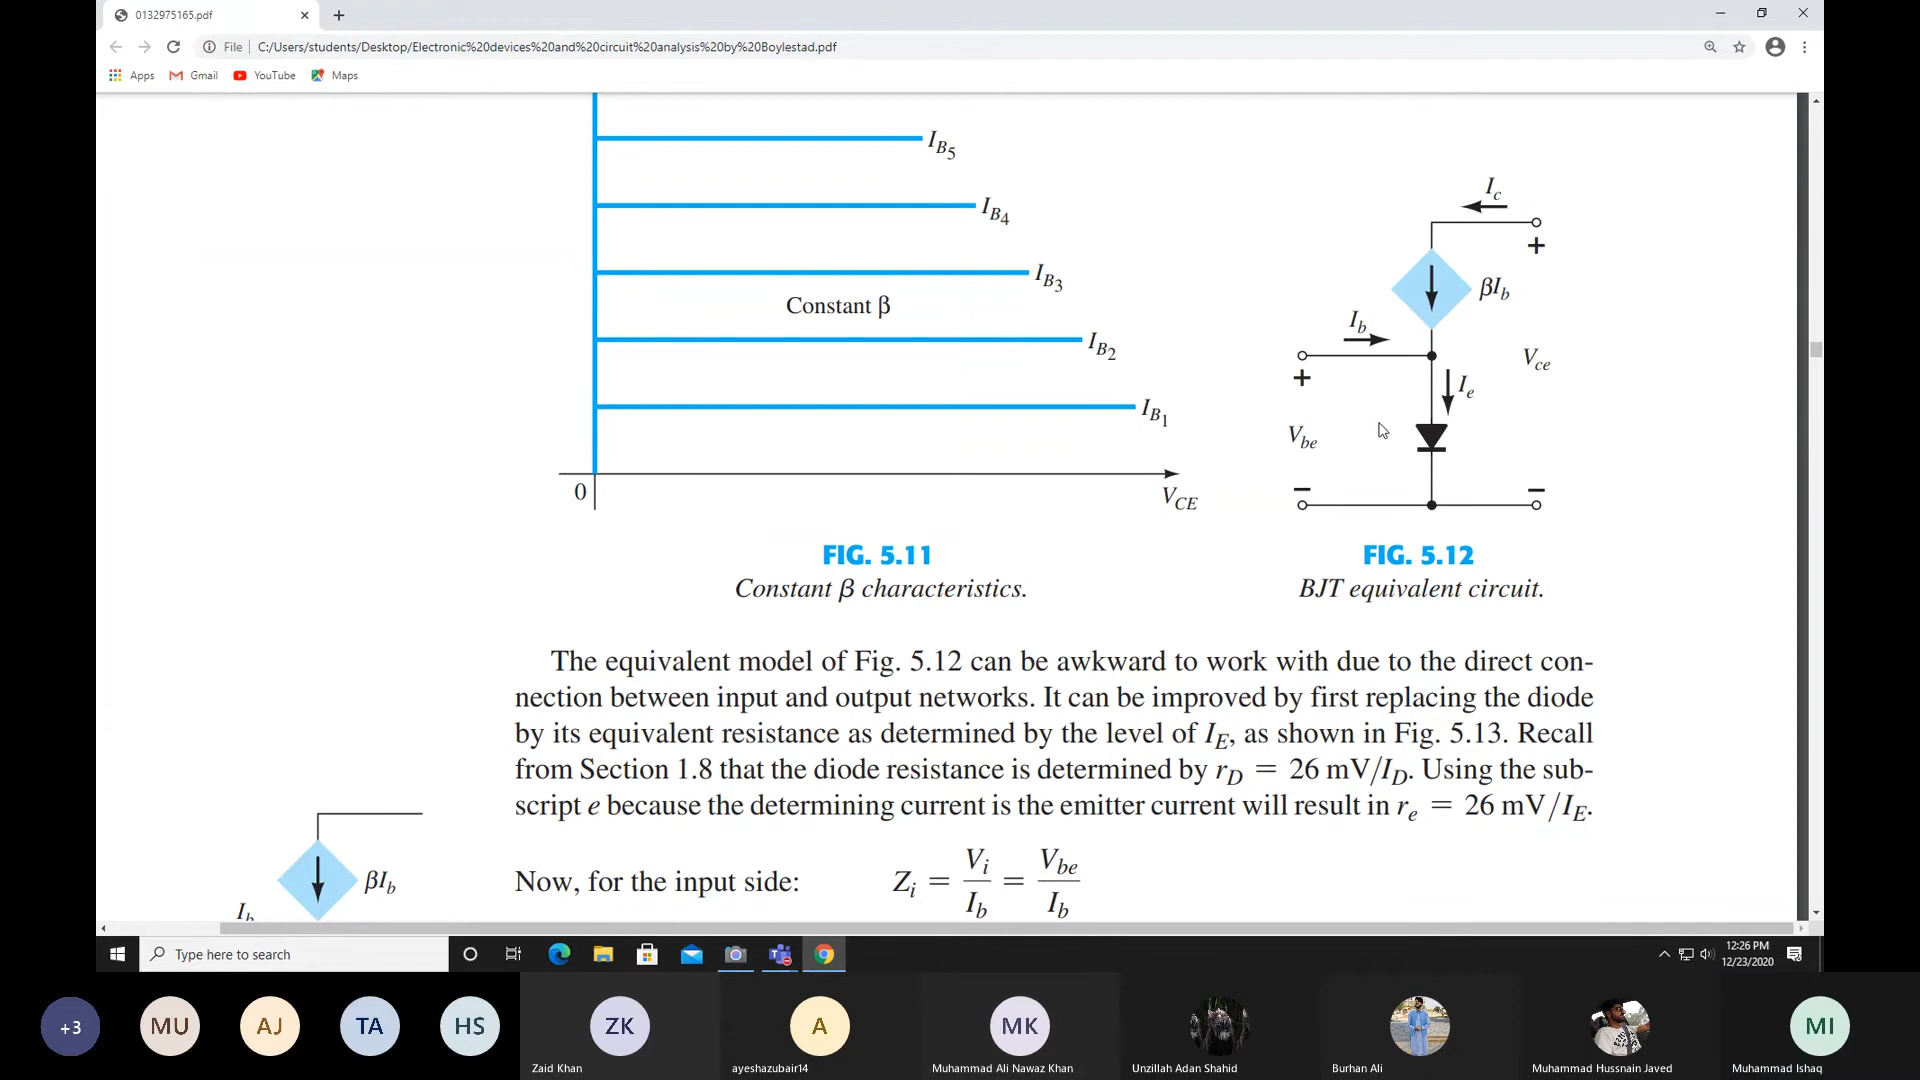 0132975165.pdf
File
C:/Users/students/Desktop/Electronic%20devices%20and%20circuit%20analysis%20by%20Boylestad.pdf
Apps Gmail YouTube Maps
I_B5
I_B4
I_B3
Constant β
I_B2
I_B1
0
V_CE
I_c
+
βI_b
I_b
V_ce
+
I_e
V_be
− −
FIG. 5.11
Constant β characteristics.
FIG. 5.12
BJT equivalent circuit.
The equivalent model of Fig. 5.12 can be awkward to work with due to the direct con-
nection between input and output networks. It can be improved by first replacing the diode
by its equivalent resistance as determined by the level of I_E, as shown in Fig. 5.13. Recall
from Section 1.8 that the diode resistance is determined by r_D = 26 mV/I_D. Using the sub-
script e because the determining current is the emitter current will result in r_e = 26 mV/I_E.
Now, for the input side: Z_i = V_i/I_b = V_be/I_b
βI_b
I_b
Type here to search
12:26 PM
12/23/2020
+3
MU
AJ
TA
HS
ZK
A
MK
MI
Zaid Khan
ayeshazubair14
Muhammad Ali Nawaz Khan
Unzillah Adan Shahid
Burhan Ali
Muhammad Hussnain Javed
Muhammad Ishaq